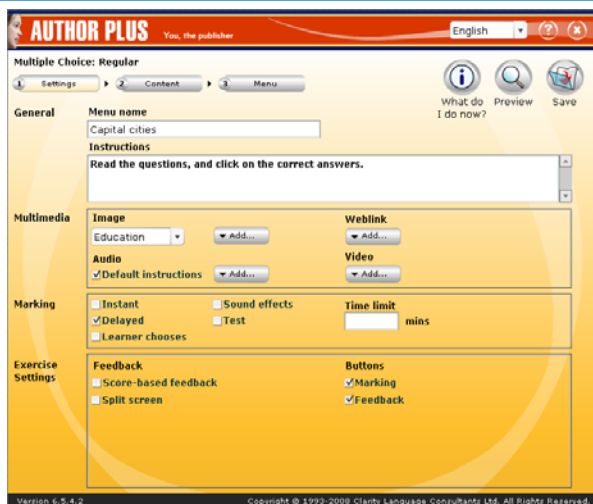 AUTHOR PLUS You, the publisher
English
Multiple Choice: Regular
1 Settings 2 Content 3 Menu
What do I do now?
Preview
Save
General
Menu name
Capital cities
Instructions
Read the questions, and click on the correct answers.
Multimedia
Image
Weblink
Education
Add...
Add...
Audio
Video
Default instructions
Add...
Add...
Marking
Instant
Sound effects
Time limit
Delayed
Test
mins
Learner chooses
Exercise Settings
Feedback
Buttons
Score-based feedback
Marking
Split screen
Feedback
Version 6.5.4.2
Copyright © 1993-2008 Clarity Language Consultants Ltd. All Rights Reserved.